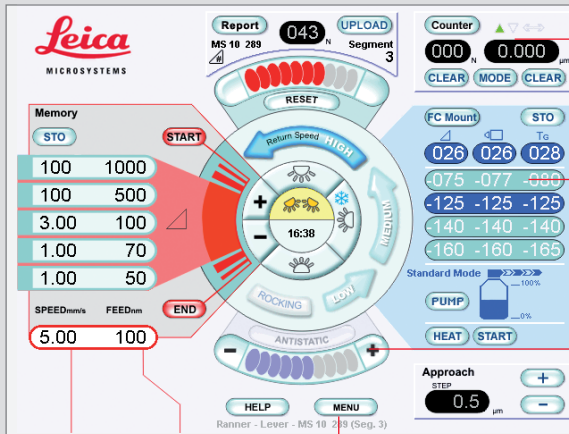 Leica
MICROSYSTEMS
Report
043 N
UPLOAD
MS 10 289
Segment
3
RESET
Counter
000 N
0.000 µm
CLEAR
MODE
CLEAR
Memory
STO
START
100 1000
100 500
3.00 100
1.00 70
1.00 50
SPEEDmm/s FEEDnm
5.00 100
END
Return Speed HIGH
MEDIUM
LOW
ROCKING
+
−
16:38
ANTISTATIC
− +
FC Mount
STO
TG
026 026 028
-075 -077 -080
-125 -125 -125
-140 -140 -140
-160 -160 -165
Standard Mode
100%
0%
PUMP
HEAT
START
Approach
STEP
0.5 µm
+
−
HELP
MENU
Ranner - Lever - MS 10 289 (Seg. 3)